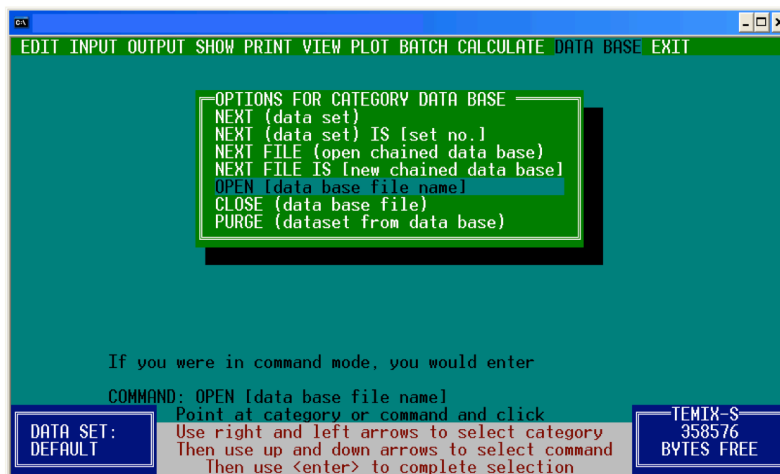 EDIT INPUT OUTPUT SHOW PRINT VIEW PLOT BATCH CALCULATE DATA BASE EXIT
OPTIONS FOR CATEGORY DATA BASE
NEXT (data set)
NEXT (data set) IS [set no.]
NEXT FILE (open chained data base)
NEXT FILE IS [new chained data base]
OPEN [data base file name]
CLOSE (data base file)
PURGE (dataset from data base)
If you were in command mode, you would enter
COMMAND: OPEN [data base file name]
Point at category or command and click
Use right and left arrows to select category
Then use up and down arrows to select command
Then use <enter> to complete selection
DATA SET:
DEFAULT
TEMIX-S
358576
BYTES FREE